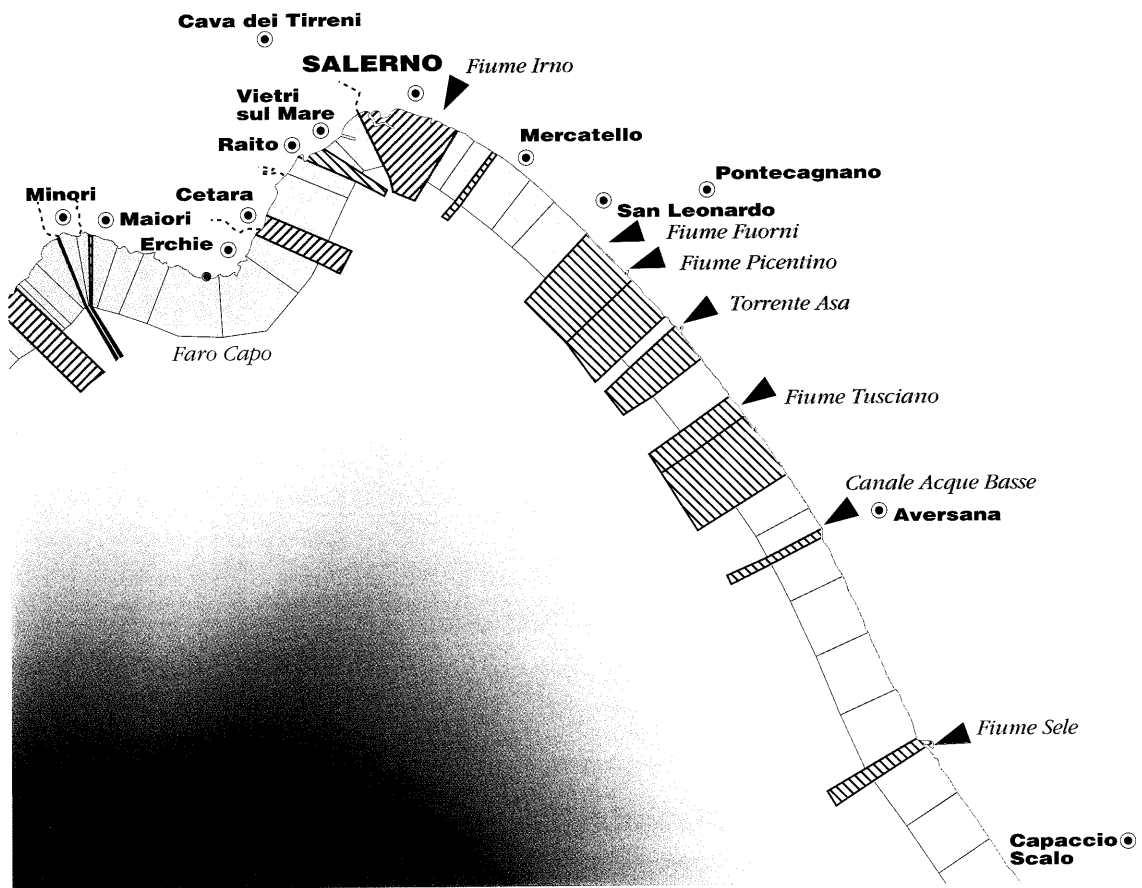 Cava dei Tirreni
SALERNO
Fiume Irno
Vietri
sul Mare
Raito
Mercatello
Pontecagnano
Minori
Cetara
San Leonardo
Maiori
Fiume Fuorni
Erchie
Fiume Picentino
Torrente Asa
Faro Capo
Fiume Tusciano
Canale Acque Basse
Aversana
Fiume Sele
Capaccio
Scalo